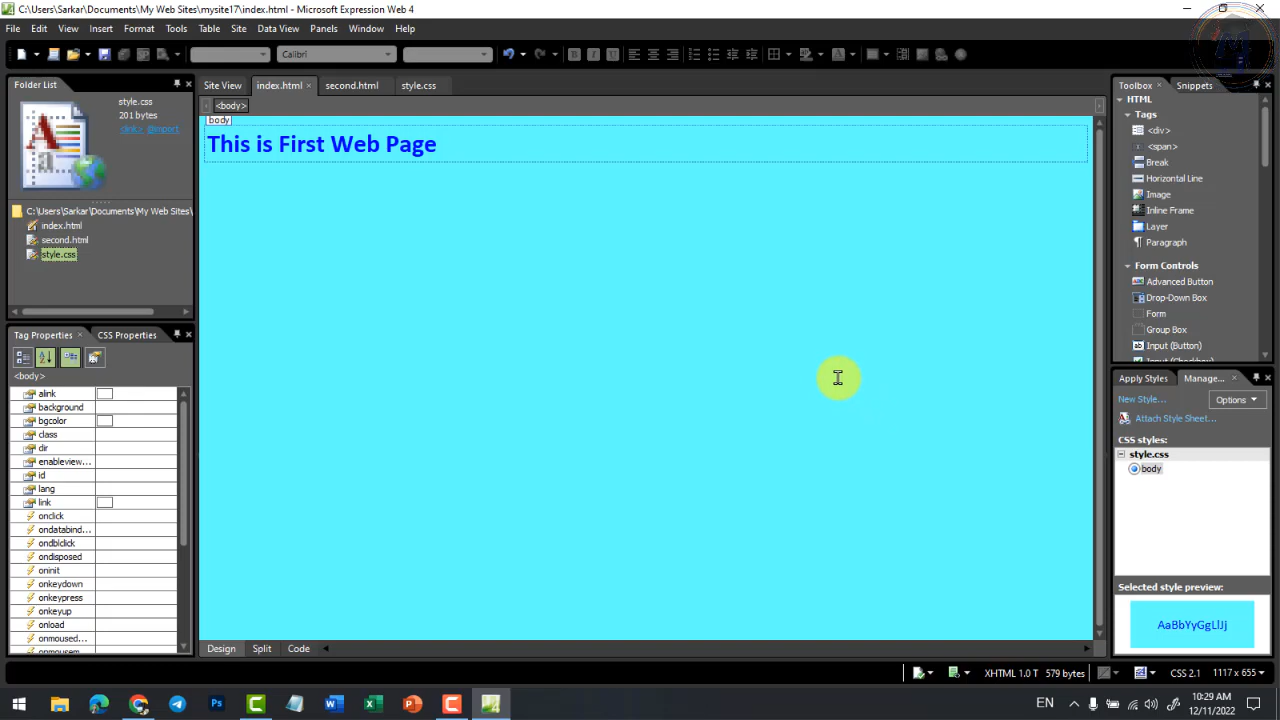 C:\Users\Sarkar\Documents\My Web Sites\mysite17\index.html - Microsoft Expression Web 4
File Edit View Insert Format Tools Table Site Data View Panels Window Help
Calibri
Folder List
style.css
201 bytes
<link> @import
C:\Users\Sarkar\Documents\My Web Sites\
index.html
second.html
style.css
Site View index.html second.html style.css
<body>
body
This is First Web Page
Tag Properties CSS Properties
<body>
alink
background
bgcolor
class
dir
enableview...
id
lang
link
onclick
ondatabind...
ondblclick
ondisposed
oninit
onkeydown
onkeypress
onkeyup
onload
onmoused...
onmousem...
Design Split Code
Toolbox Snippets
HTML
Tags
<div>
<span>
Break
Horizontal Line
Image
Inline Frame
Layer
Paragraph
Form Controls
Advanced Button
Drop-Down Box
Form
Group Box
Input (Button)
Input (Checkbox)
Apply Styles Manage...
New Style... Options
Attach Style Sheet...
CSS styles:
style.css
body
Selected style preview:
AaBbYyGgLlJj
XHTML 1.0 T 579 bytes CSS 2.1 1117 x 655
EN 10:29 AM
12/11/2022